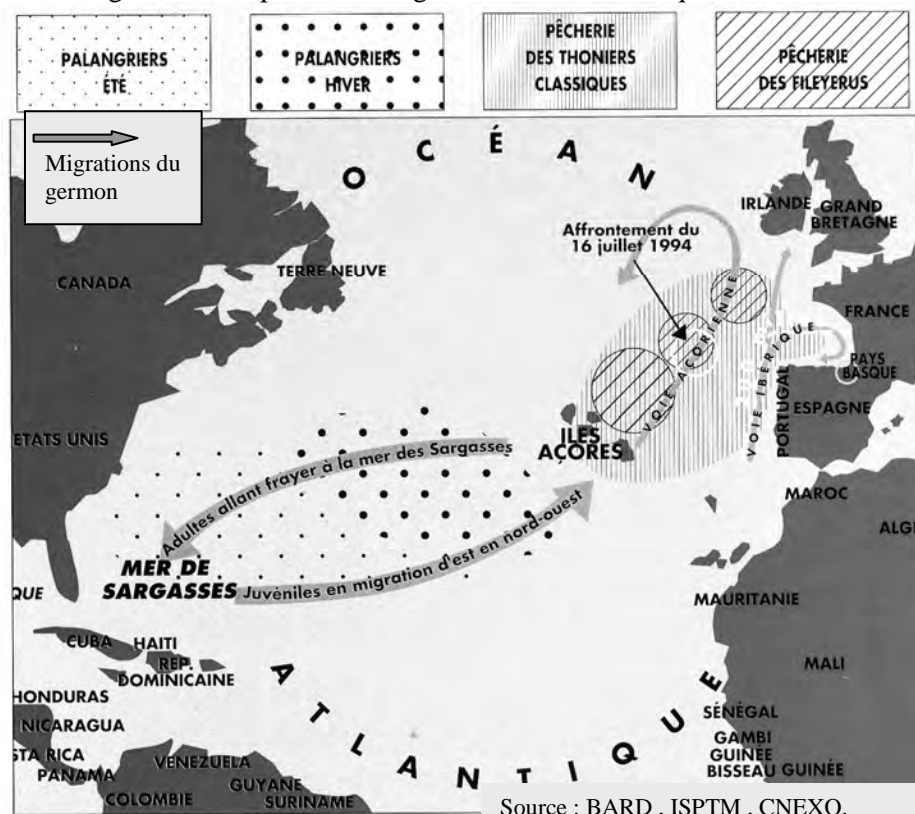 PALANGRIERS
ÉTÉ
PALANGRIERS
HIVER
PÊCHERIE
DES THONIERS
CLASSIQUES
PÊCHERIE
DES FILEYERUS
Migrations du
germon
OCÉAN
IRLANDE
GRAND
BRETAGNE
Affrontement du
16 juillet 1994
TERRE NEUVE
CANADA
FRANCE
VOIE AÇORIENNE
VOIE IBÉRIQUE
PAYS
BASQUE
PORTUGAL
ESPAGNE
ETATS UNIS
ILES
AÇORES
Adultes allant frayer à la mer des Sargasses
MAROC
ALG
Juvéniles en migration d'est en nord-ouest
MER DE
SARGASSES
QUE
MAURITANIE
CUBA
HAITI
REP.
DOMINICAINE
MALI
ATLANTIQUE
HONDURAS
NICARAGUA
STA RICA
PANAMA
VENEZUELA
COLOMBIE
GUYANE
SURINAME
SÉNÉGAL
GAMBI
GUINÉE
BISSEAU GUINÉE
Source : BARD , ISPTM , CNEXO.